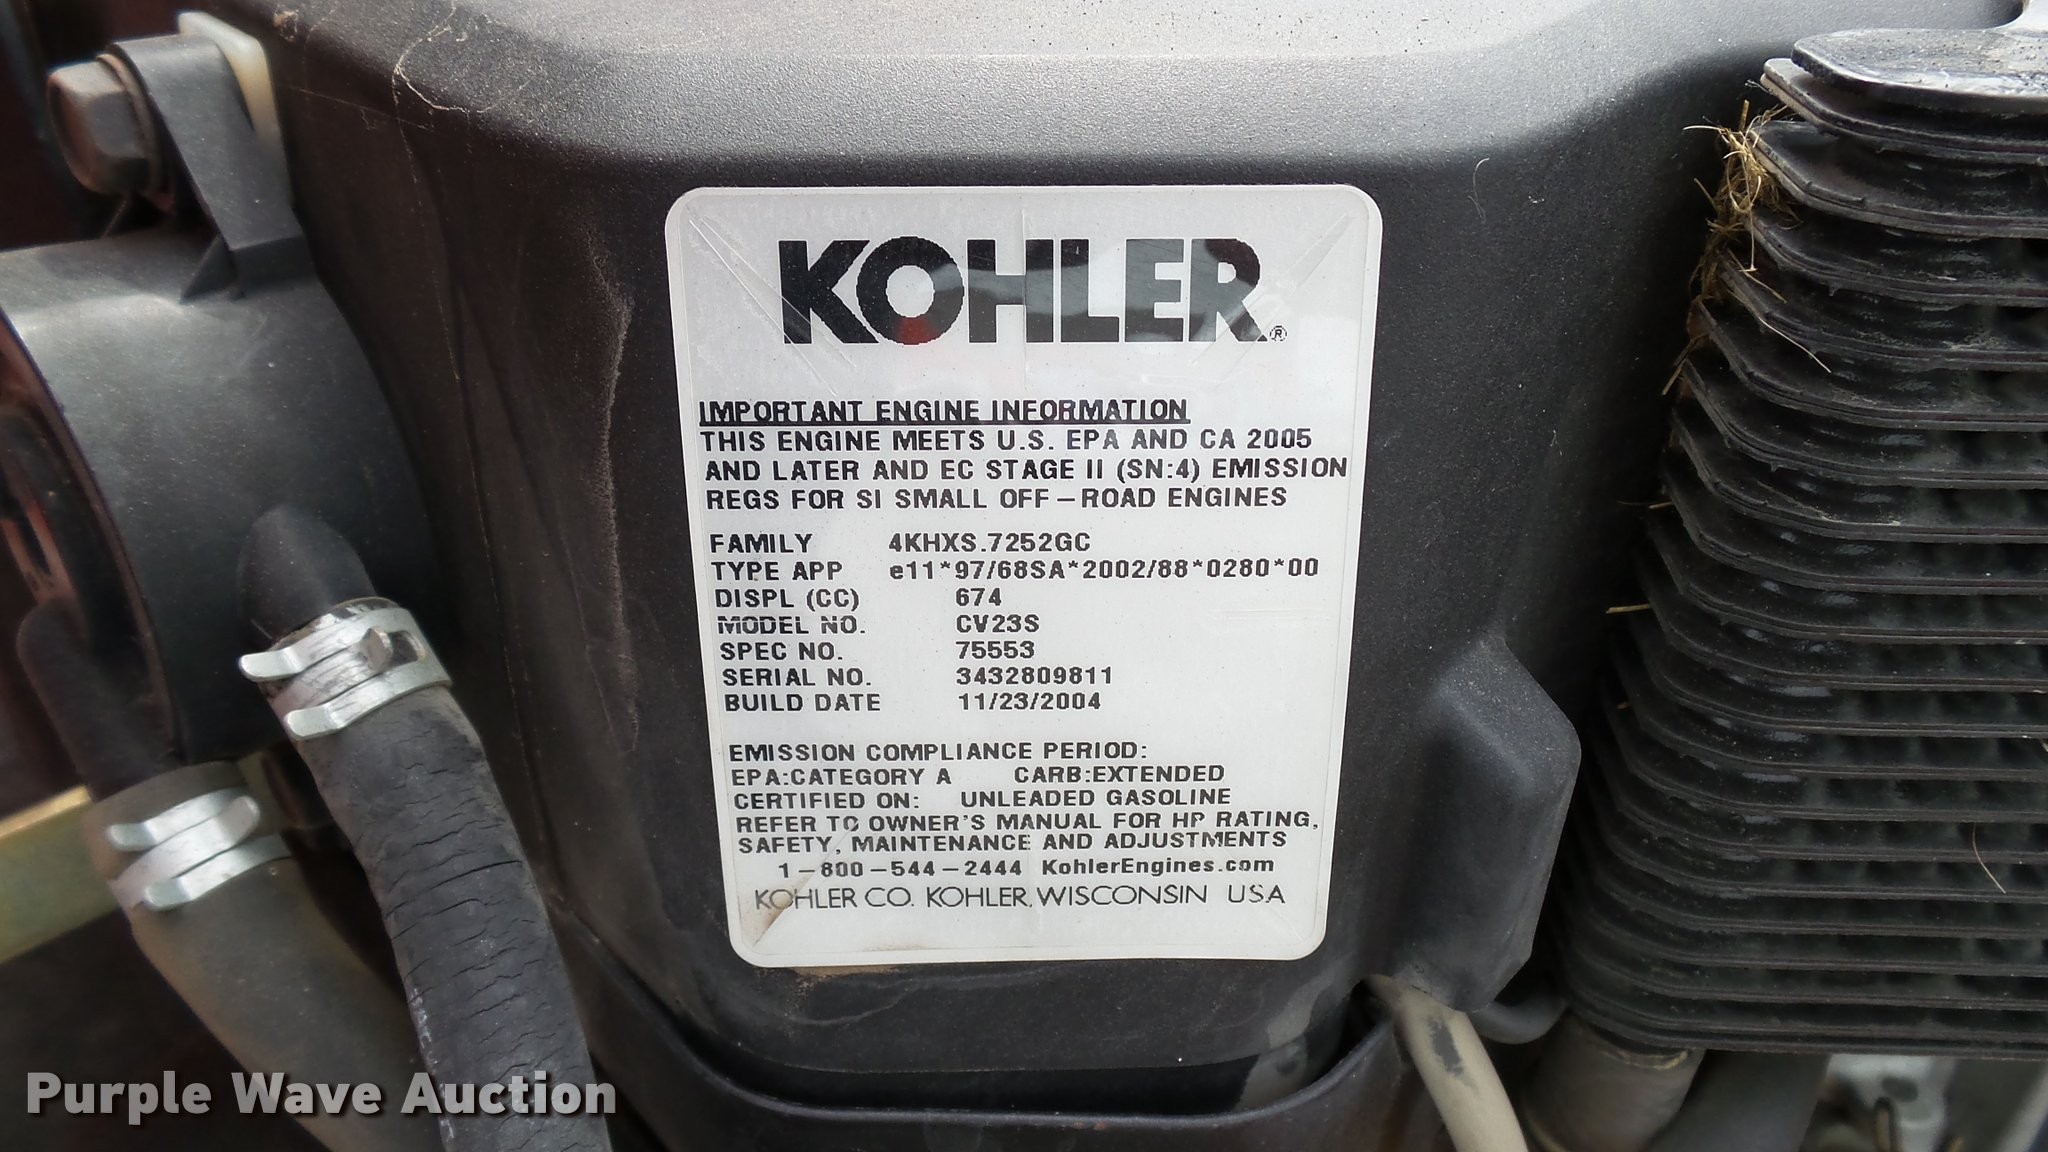 KOHLER®
IMPORTANT ENGINE INFORMATION
THIS ENGINE MEETS U.S. EPA AND CA 2005
AND LATER AND EC STAGE II (SN:4) EMISSION
REGS FOR SI SMALL OFF-ROAD ENGINES
FAMILY 4KHXS.7252GC
TYPE APP e11*97/68SA*2002/88*0280*00
DISPL (CC) 674
MODEL NO. CV23S
SPEC NO. 75553
SERIAL NO. 3432809811
BUILD DATE 11/23/2004
EMISSION COMPLIANCE PERIOD:
EPA:CATEGORY A CARB:EXTENDED
CERTIFIED ON: UNLEADED GASOLINE
REFER TO OWNER'S MANUAL FOR HP RATING,
SAFETY, MAINTENANCE AND ADJUSTMENTS
1-800-544-2444 KohlerEngines.com
KOHLER CO. KOHLER, WISCONSIN USA
Purple Wave Auction